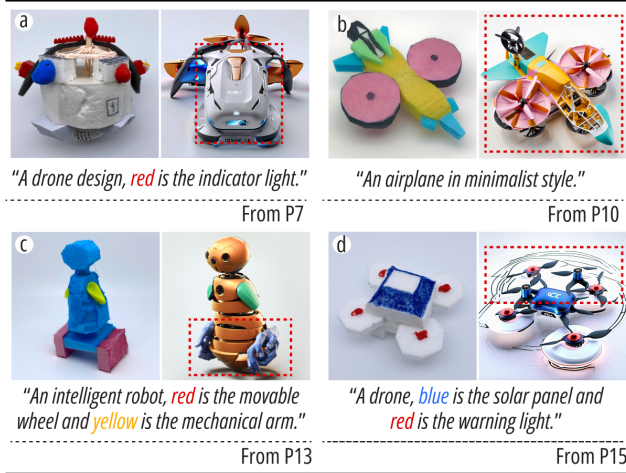 a
b
"A drone design, red is the indicator light."
"An airplane in minimalist style."
From P7
From P10
c
d
"An intelligent robot, red is the movable
wheel and yellow is the mechanical arm."
"A drone, blue is the solar panel and
red is the warning light."
From P13
From P15